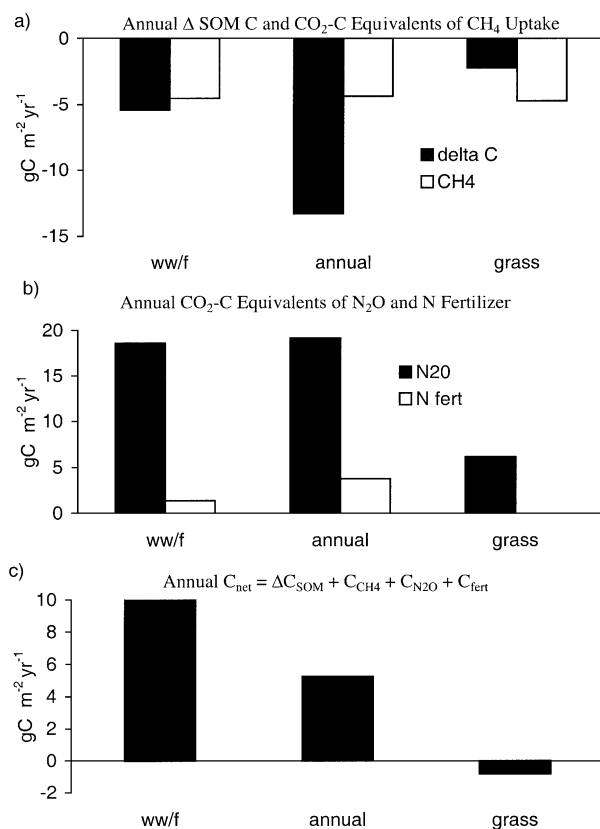 a)
Annual Δ SOM C and CO₂-C Equivalents of CH₄ Uptake
0
-5
-10
-15
gC m⁻² yr⁻¹
delta C
CH4
ww/f annual grass
b)
Annual CO₂-C Equivalents of N₂O and N Fertilizer
20
15
10
5
0
gC m⁻² yr⁻¹
N20
N fert
ww/f annual grass
c)
Annual Cnet = ΔCSOM + CCH4 + CN2O + Cfert
10
8
6
4
2
0
-2
gC m⁻² yr⁻¹
ww/f annual grass